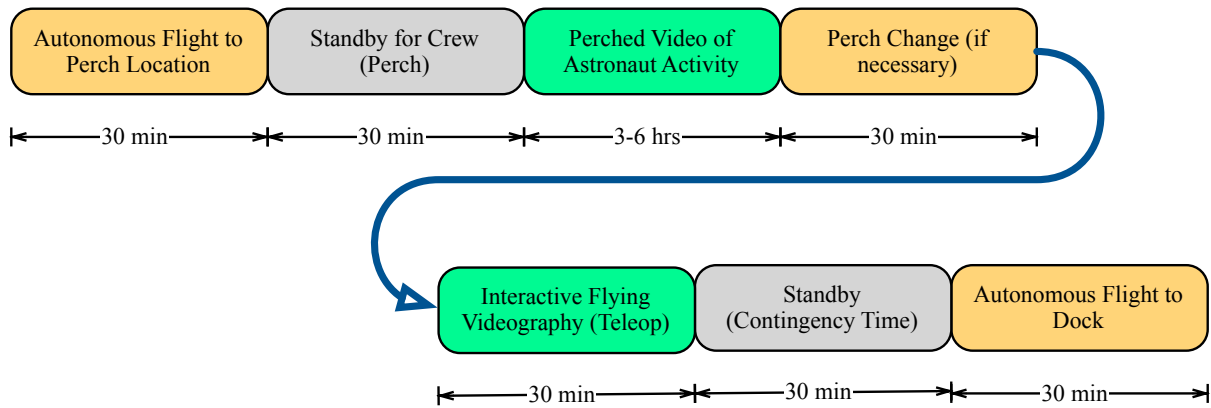 Autonomous Flight to
Perch Location
Standby for Crew
(Perch)
Perched Video of
Astronaut Activity
Perch Change (if
necessary)
30 min
30 min
3-6 hrs
30 min
Interactive Flying
Videography (Teleop)
Standby
(Contingency Time)
Autonomous Flight to
Dock
30 min
30 min
30 min